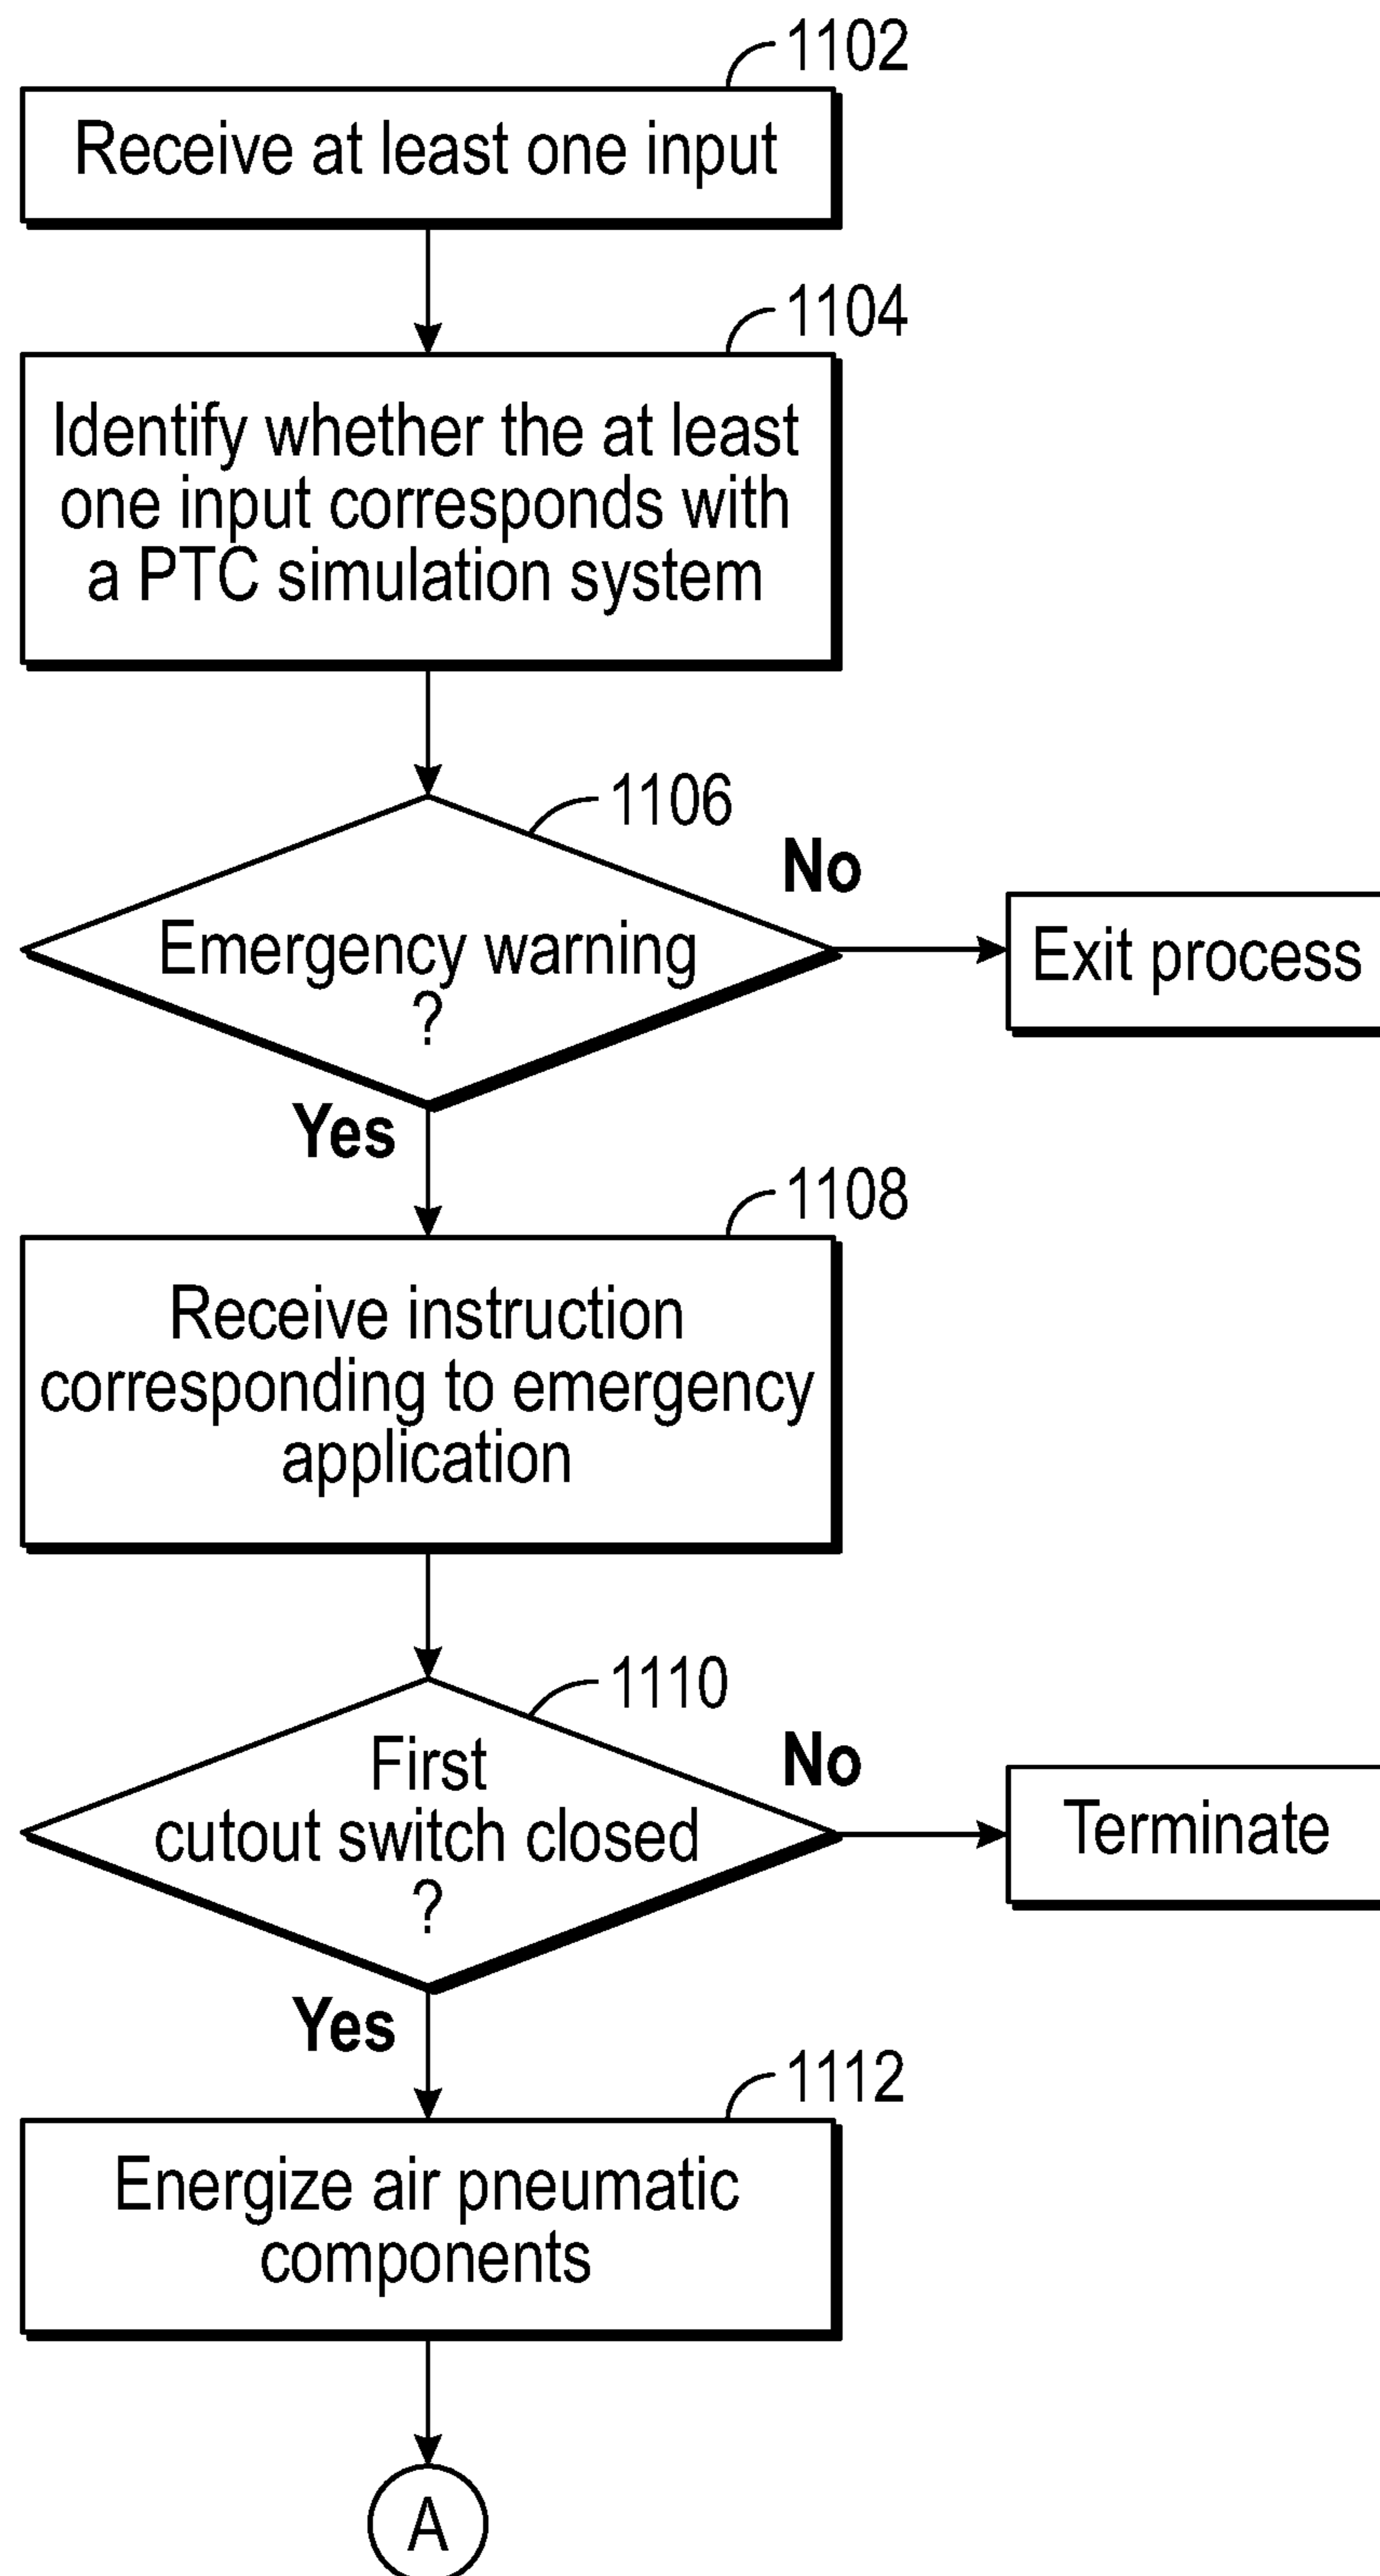 1102
Receive at least one input
1104
Identify whether the at least
one input corresponds with
a PTC simulation system
1106
Emergency warning
?
No
Exit process
Yes
1108
Receive instruction
corresponding to emergency
application
1110
First
cutout switch closed
?
No
Terminate
Yes
1112
Energize air pneumatic
components
A